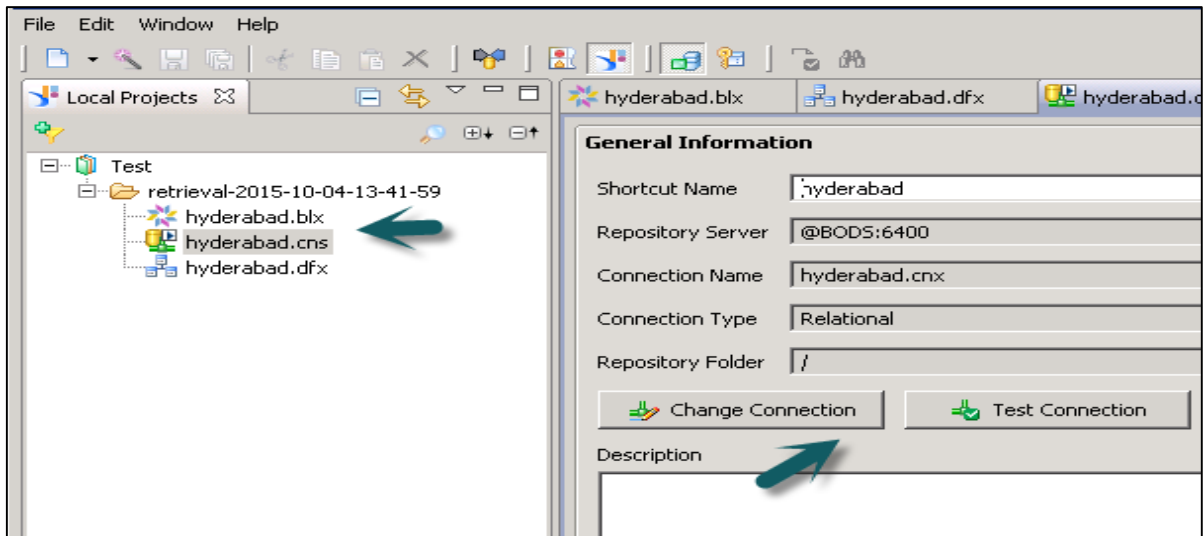 File Edit Window Help
Local Projects
hyderabad.blx hyderabad.dfx hyderabad.c
Test
retrieval-2015-10-04-13-41-59
hyderabad.blx
hyderabad.cns
hyderabad.dfx
General Information
Shortcut Name hyderabad
Repository Server @BODS:6400
Connection Name hyderabad.cnx
Connection Type Relational
Repository Folder /
Change Connection Test Connection
Description